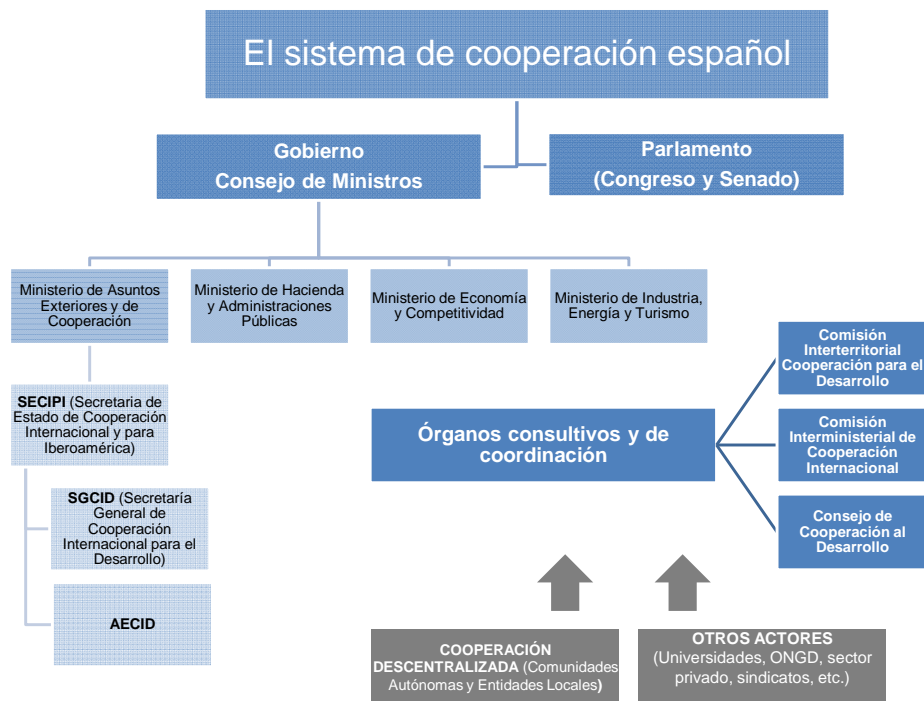 El sistema de cooperación español
Gobierno
Consejo de Ministros
Parlamento
(Congreso y Senado)
Ministerio de Asuntos
Exteriores y de
Cooperación
Ministerio de Hacienda
y Administraciones
Públicas
Ministerio de Economía
y Competitividad
Ministerio de Industria,
Energía y Turismo
SECIPI (Secretaria de
Estado de Cooperación
Internacional y para
Iberoamérica)
SGCID (Secretaría
General de
Cooperación
Internacional para el
Desarrollo)
AECID
Órganos consultivos y de
coordinación
Comisión
Interterritorial
Cooperación para el
Desarrollo
Comisión
Interministerial de
Cooperación
Internacional
Consejo de
Cooperación al
Desarrollo
COOPERACIÓN
DESCENTRALIZADA (Comunidades
Autónomas y Entidades Locales)
OTROS ACTORES
(Universidades, ONGD, sector
privado, sindicatos, etc.)